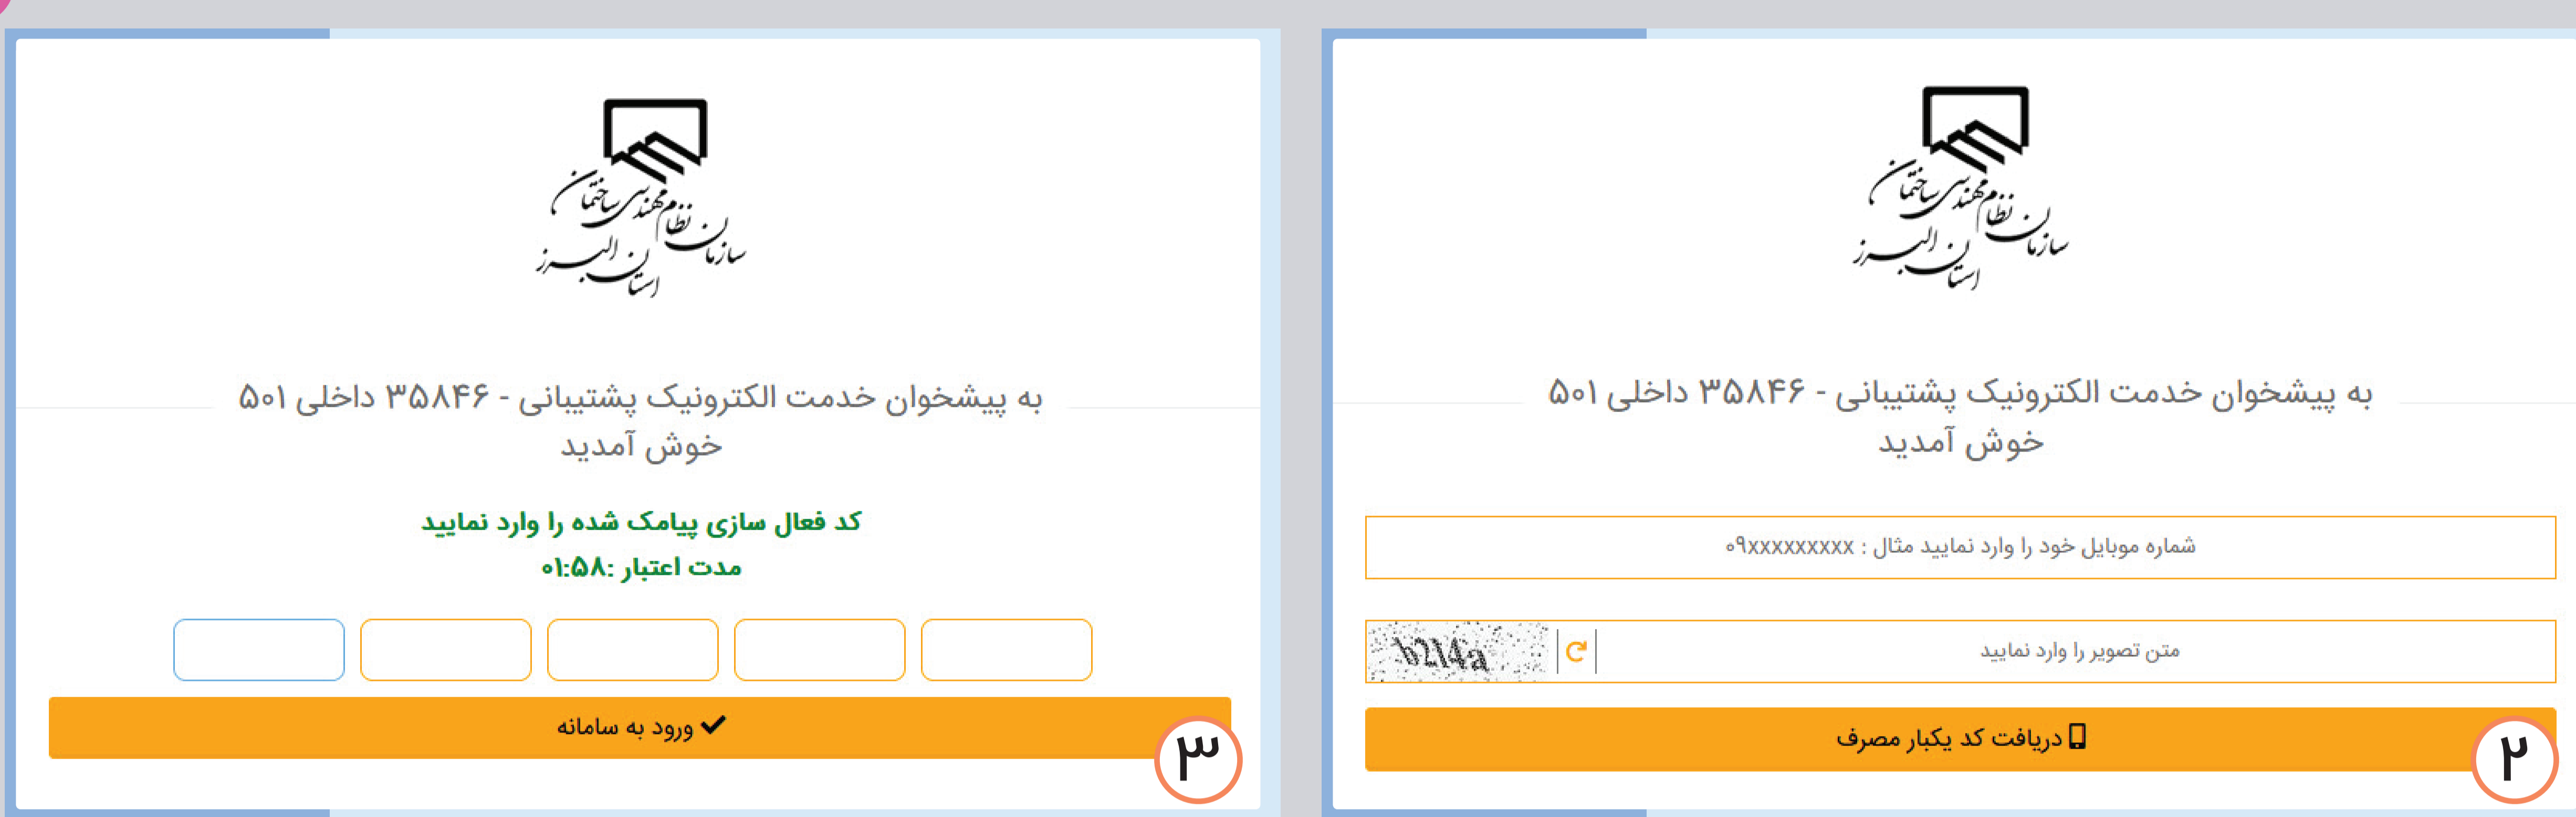 سازمان نظام مهندسی ساختمان
استان البرز
به پیشخوان خدمت الکترونیک پشتیبانی - ۳۵۸۴۶ داخلی ۵۰۱
خوش آمدید
شماره موبایل خود را وارد نمایید مثال : ۰۹xxxxxxxxx
متن تصویر را وارد نمایید
b214a
دریافت کد یکبار مصرف
۲
سازمان نظام مهندسی ساختمان
استان البرز
به پیشخوان خدمت الکترونیک پشتیبانی - ۳۵۸۴۶ داخلی ۵۰۱
خوش آمدید
کد فعال سازی پیامک شده را وارد نمایید
مدت اعتبار :۰۱:۵۸
ورود به سامانه
۳